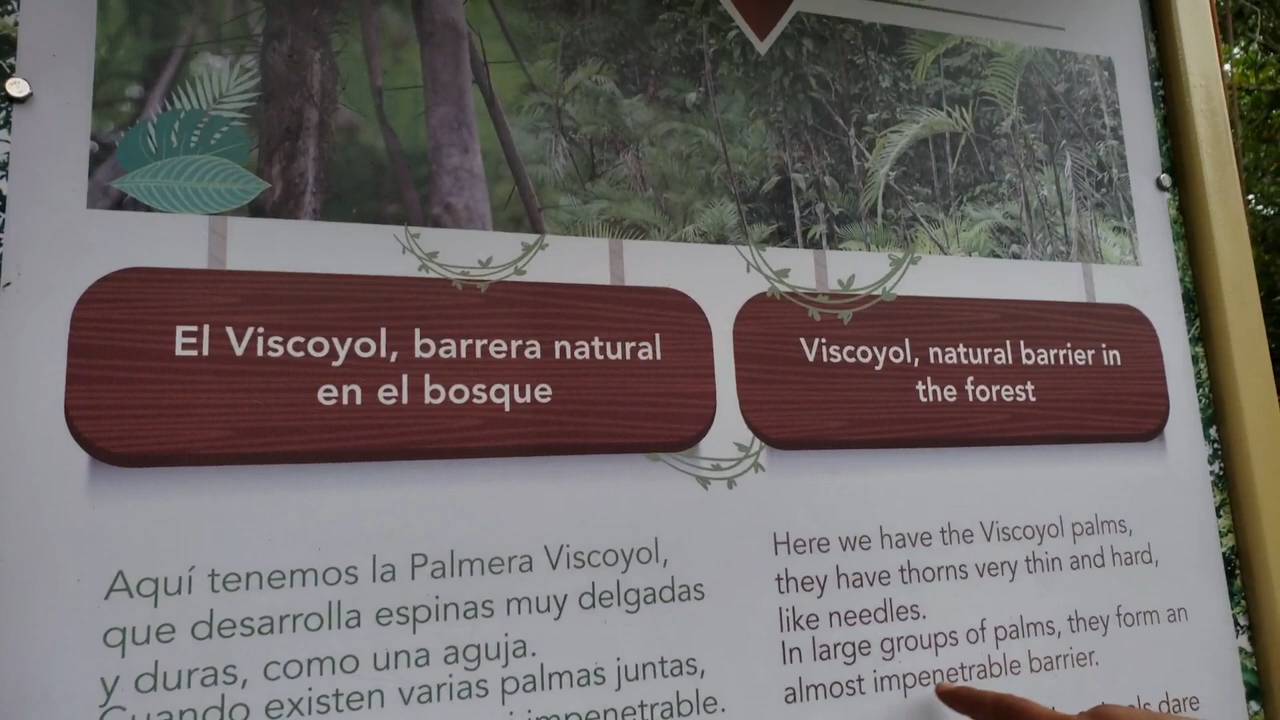 El Viscoyol, barrera natural
en el bosque
Viscoyol, natural barrier in
the forest
Aquí tenemos la Palmera Viscoyol,
que desarrolla espinas muy delgadas
y duras, como una aguja.
Cuando existen varias palmas juntas,
impenetrable.
Here we have the Viscoyol palms,
they have thorns very thin and hard,
like needles.
In large groups of palms, they form an
almost impenetrable barrier.
dare